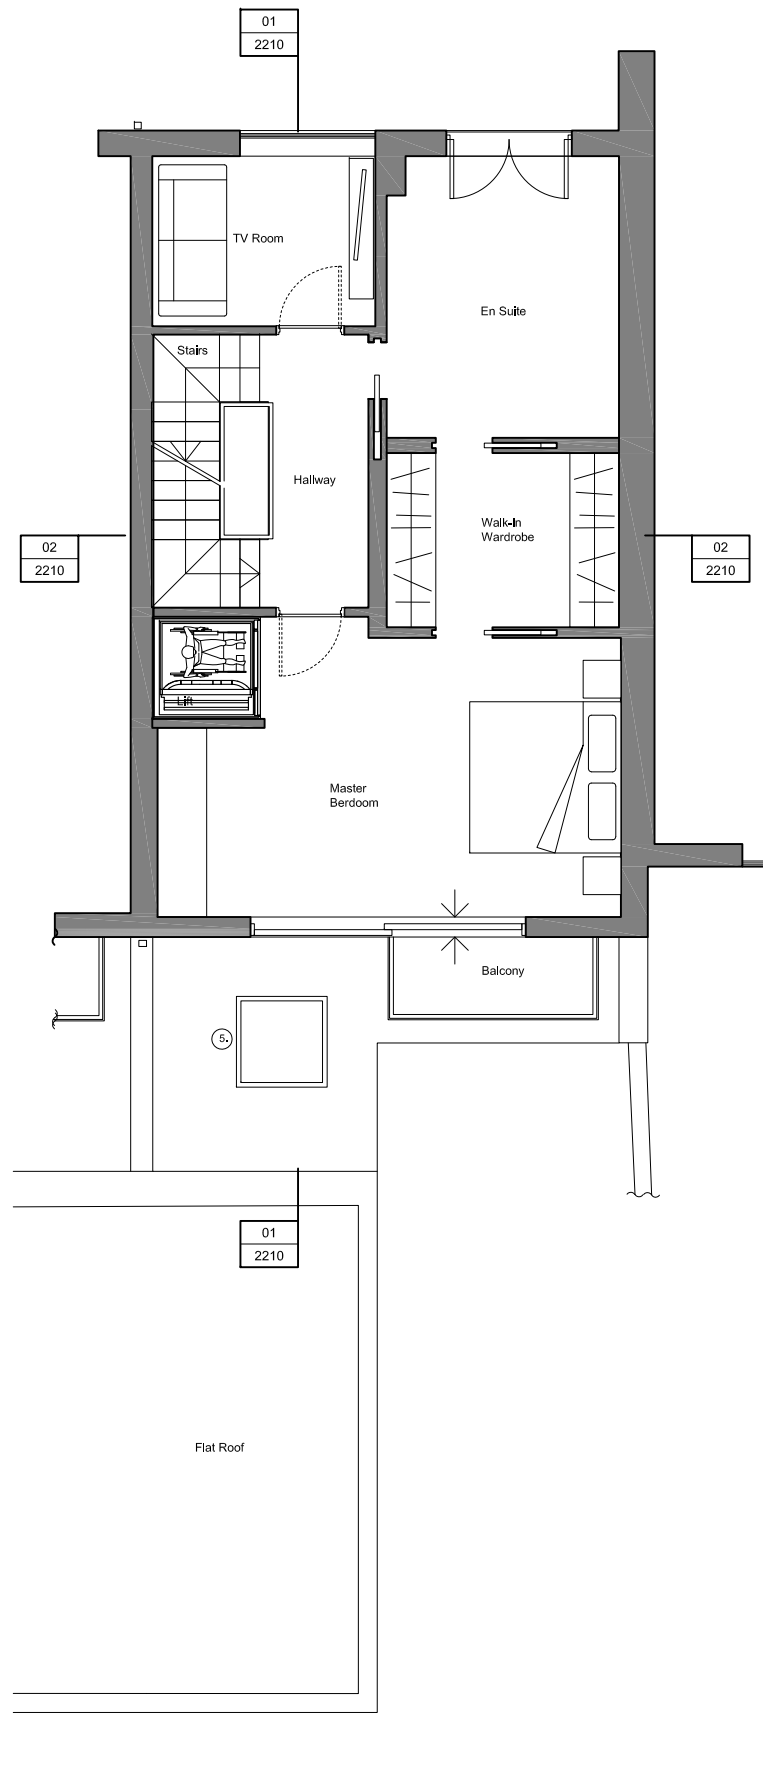 01
2210
TV Room
En Suite
Stairs
Hallway
Walk-In
Wardrobe
02
2210
02
2210
Lift
Master
Berdoom
Balcony
5.
01
2210
Flat Roof